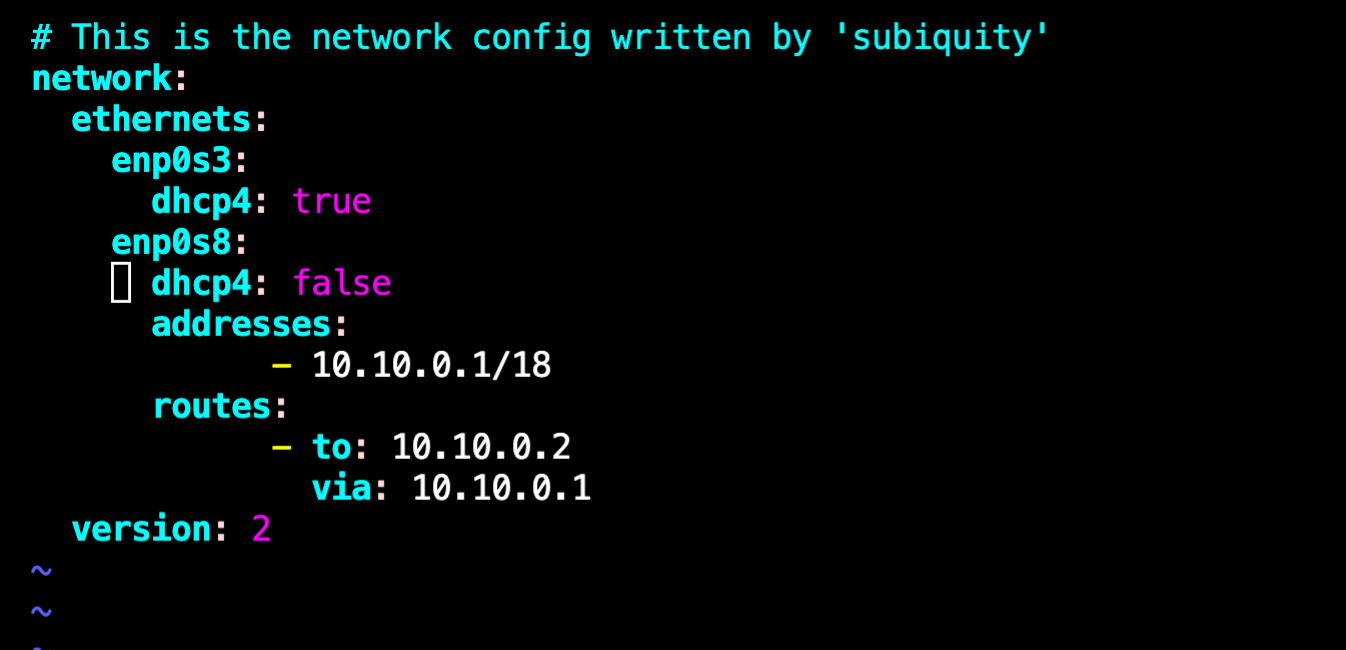 # This is the network config written by 'subiquity'
network:
  ethernets:
    enp0s3:
      dhcp4: true
    enp0s8:
      dhcp4: false
      addresses:
            - 10.10.0.1/18
      routes:
            - to: 10.10.0.2
              via: 10.10.0.1
  version: 2
~
~
~